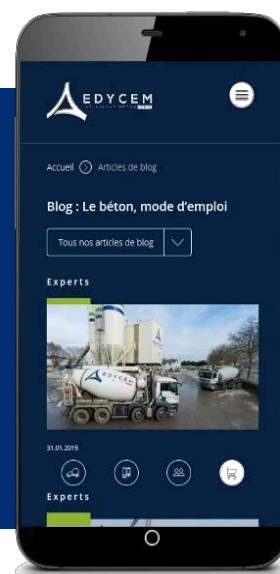 EDYCEM
Accueil Articles de blog
Blog : Le béton, mode d'emploi
Tous nos articles de blog
Experts
EDYCEM
31.01.2019
Experts